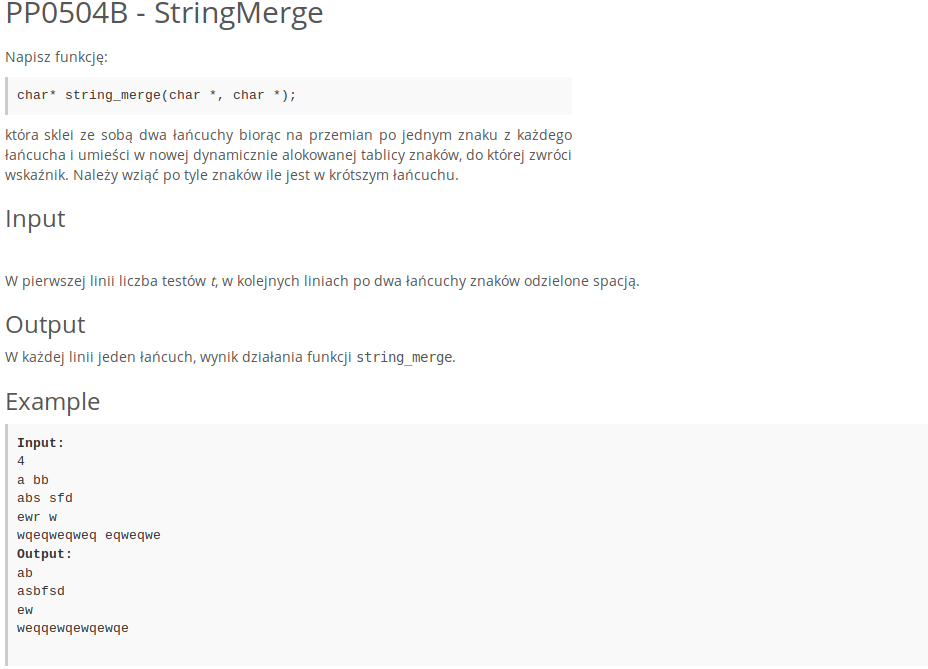 PP0504B - StringMerge
Napisz funkcję:
char* string_merge(char *, char *);
która sklei ze sobą dwa łańcuchy biorąc na przemian po jednym znaku z każdego
łańcucha i umieści w nowej dynamicznie alokowanej tablicy znaków, do której zwróci
wskaźnik. Należy wziąć po tyle znaków ile jest w krótszym łańcuchu.
Input
W pierwszej linii liczba testów t, w kolejnych liniach po dwa łańcuchy znaków odzielone spacją.
Output
W każdej linii jeden łańcuch, wynik działania funkcji string_merge.
Example
Input:
4
a bb
abs sfd
ewr w
wqeqweqweq eqweqwe
Output:
ab
asbfsd
ew
weqqewqewqewqe